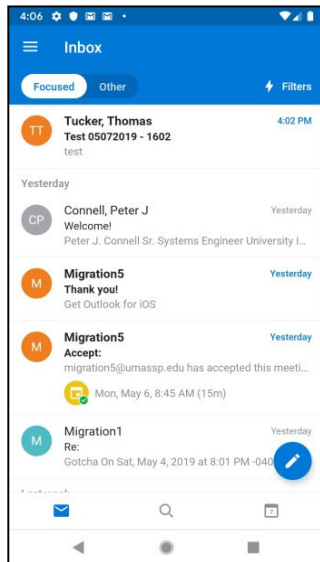 4:06
Inbox
Focused Other Filters
TT
Tucker, Thomas 4:02 PM
Test 05072019 - 1602
test
Yesterday
CP
Connell, Peter J Yesterday
Welcome!
Peter J. Connell Sr. Systems Engineer University I...
M
Migration5 Yesterday
Thank you!
Get Outlook for iOS
M
Migration5 Yesterday
Accept:
migration5@umassp.edu has accepted this meeti...
Mon, May 6, 8:45 AM (15m)
M
Migration1 Yesterday
Re:
Gotcha On Sat, May 4, 2019 at 8:01 PM -040
7